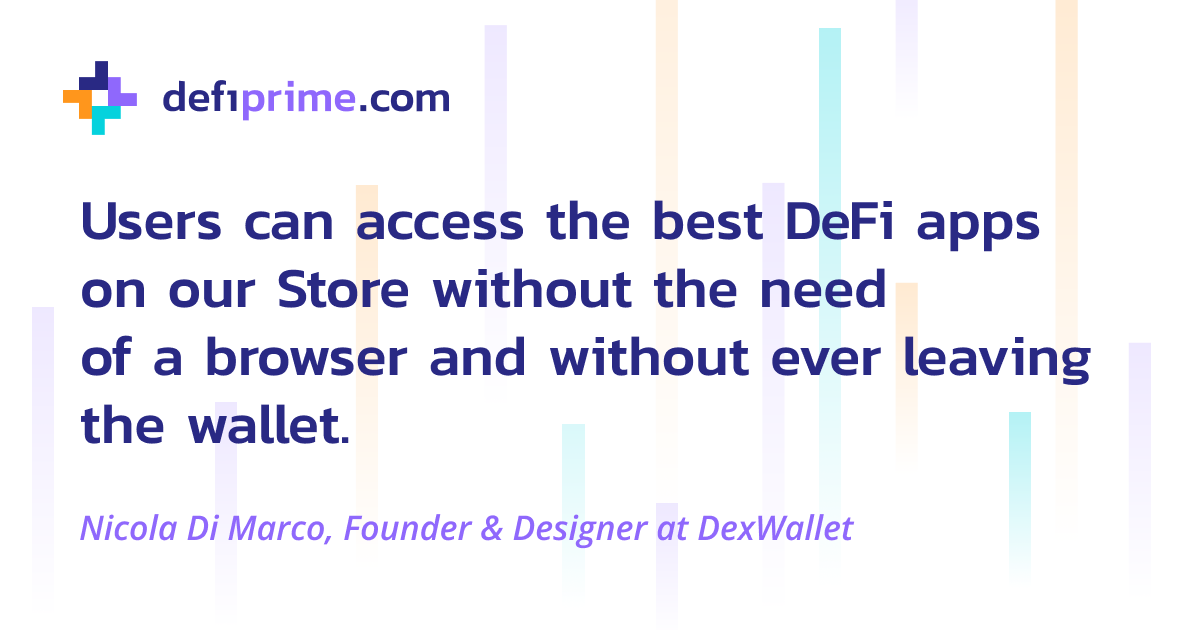 defiprime.com
Users can access the best DeFi apps
on our Store without the need
of a browser and without ever leaving
the wallet.
Nicola Di Marco, Founder & Designer at DexWallet